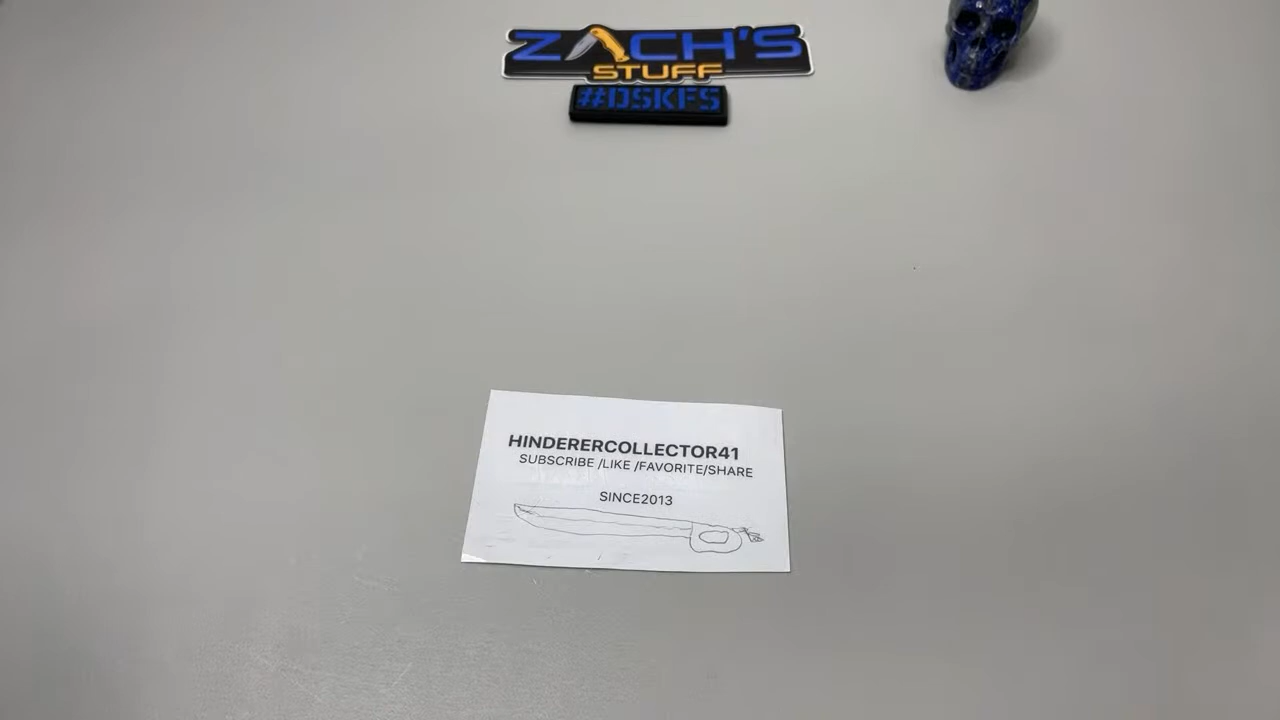 ZACH'S
STUFF
#DSKFS
HINDERERCOLLECTOR41
SUBSCRIBE /LIKE /FAVORITE/SHARE
SINCE2013